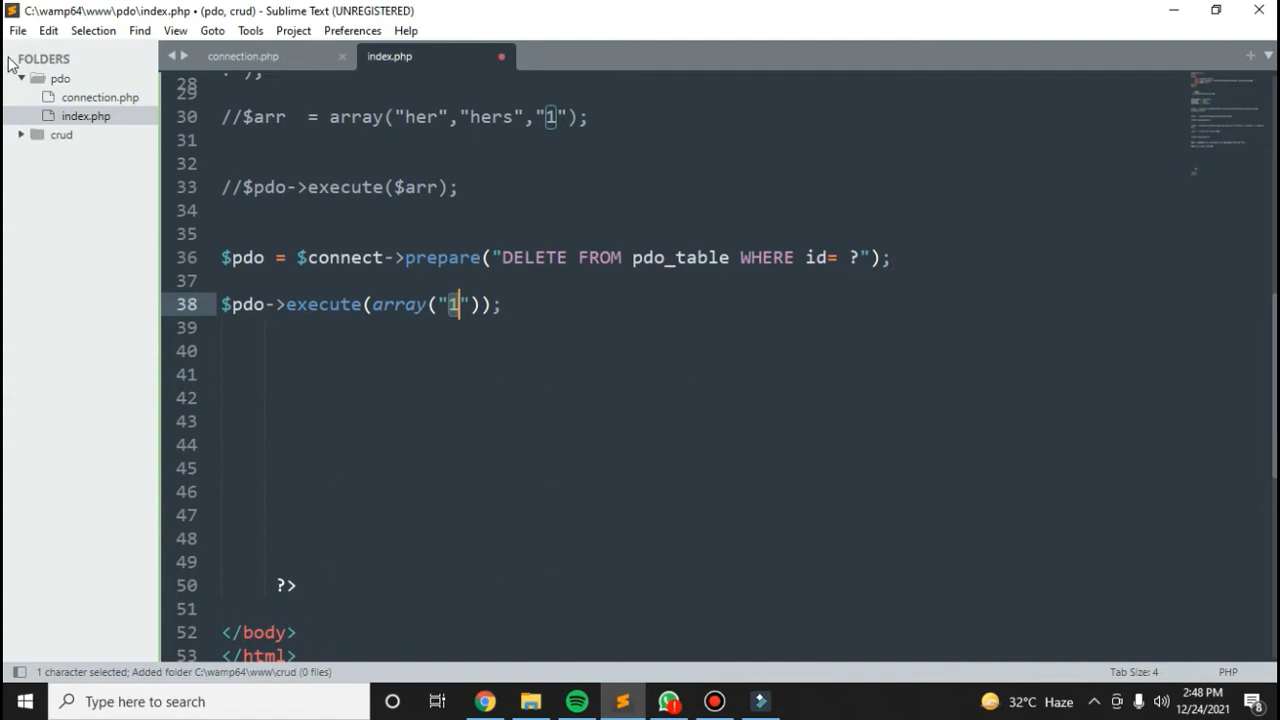 C:\wamp64\www\pdo\index.php • (pdo, crud) - Sublime Text (UNREGISTERED)
File Edit Selection Find View Goto Tools Project Preferences Help
FOLDERS
pdo
connection.php
index.php
crud
connection.php × index.php
28
29
30 //$arr  = array("her","hers","1");
31
32
33 //$pdo->execute($arr);
34
35
36 $pdo = $connect->prepare("DELETE FROM pdo_table WHERE id= ?");
37
38 $pdo->execute(array("1"));
39
40
41
42
43
44
45
46
47
48
49
50 ?>
51
52 </body>
53 </html>
1 character selected; Added folder C:\wamp64\www\crud (0 files) Tab Size: 4 PHP
Type here to search 32°C Haze 2:48 PM
12/24/2021 8